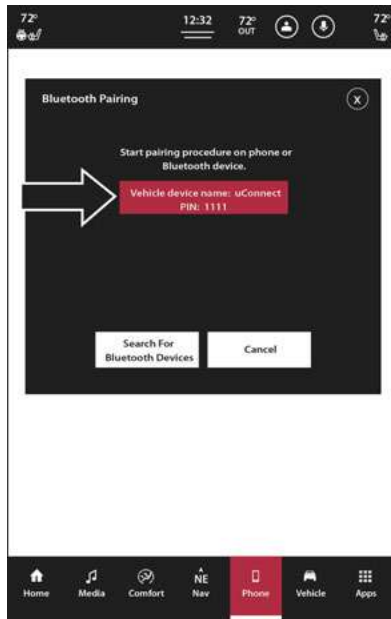 72°
12:32
72°
OUT
72°
Bluetooth Pairing
X
Start pairing procedure on phone or
Bluetooth device.
Vehicle device name: uConnect
PIN: 1111
Search For
Bluetooth Devices
Cancel
NE
Home
Media
Comfort
Nav
Phone
Vehicle
Apps